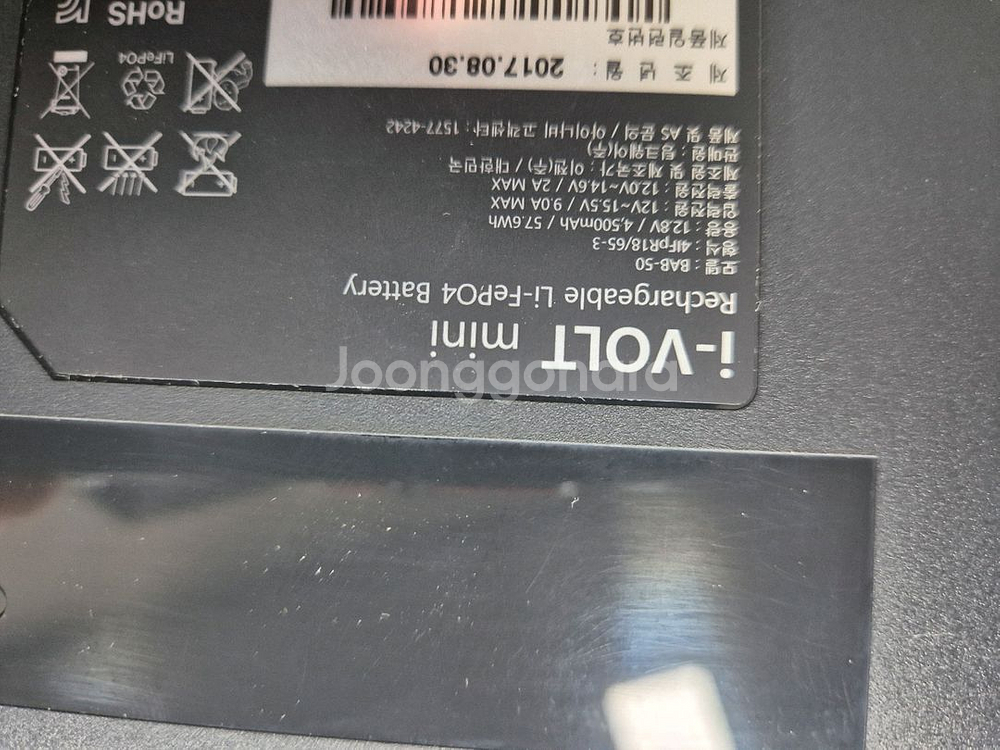 i-VOLT mini
Rechargeable Li-FePO4 Battery
모델 : BAB-50
형식 : 4IFpR18/65-3
용량 : 12.8V / 4,500mAh / 57.6Wh
입력전원 : 12V~15.5V / 9.0A MAX
출력전원 : 12.0V~14.6V / 2A MAX
제조원 및 제조국가 : 이젠(주) / 대한민국
판매원 : 팅크웨어(주)
제품 및 AS 문의 / 아이나비 고객센터 : 1577-4242
제 조 년 월 : 2017.08.30
제품일련번호
LiFePO4
RoHS
Joonggonara